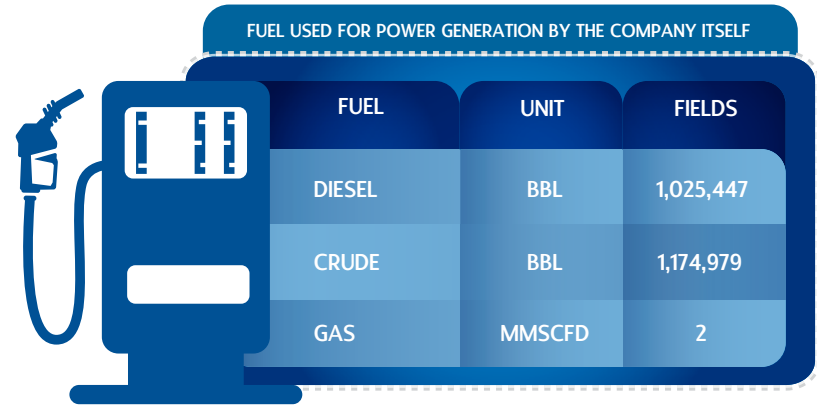 FUEL USED FOR POWER GENERATION BY THE COMPANY ITSELF
FUEL UNIT FIELDS
DIESEL BBL 1,025,447
CRUDE BBL 1,174,979
GAS MMSCFD 2